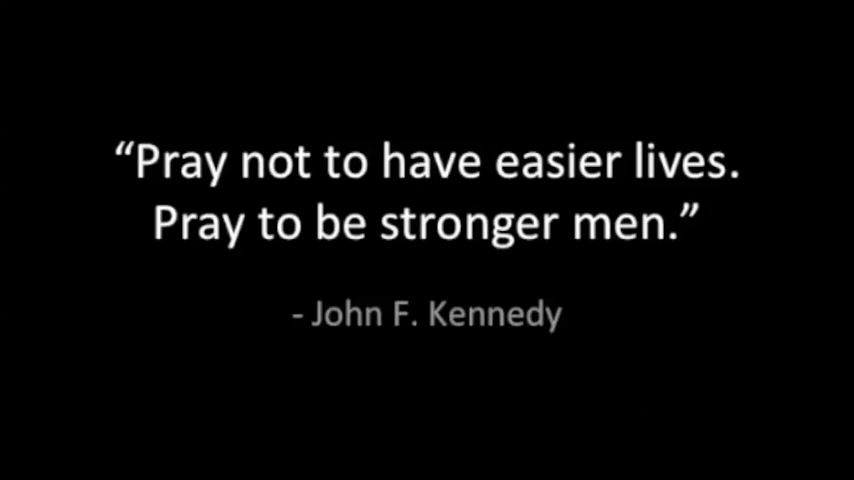 “Pray not to have easier lives.
Pray to be stronger men.”
- John F. Kennedy